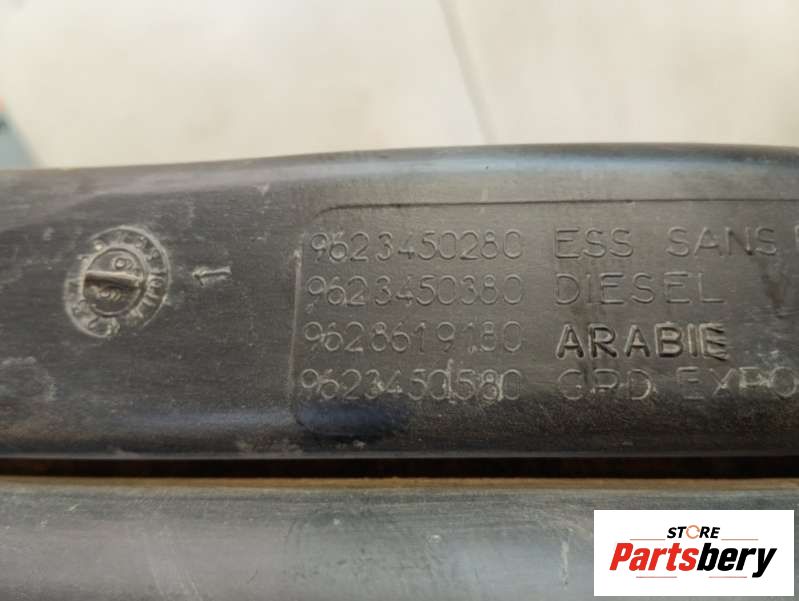 9623450280 ESS SANS
9623450380 DIESEL
9628619180 ARABIE
9623450580 GRD EXPO
STORE
Partsbery